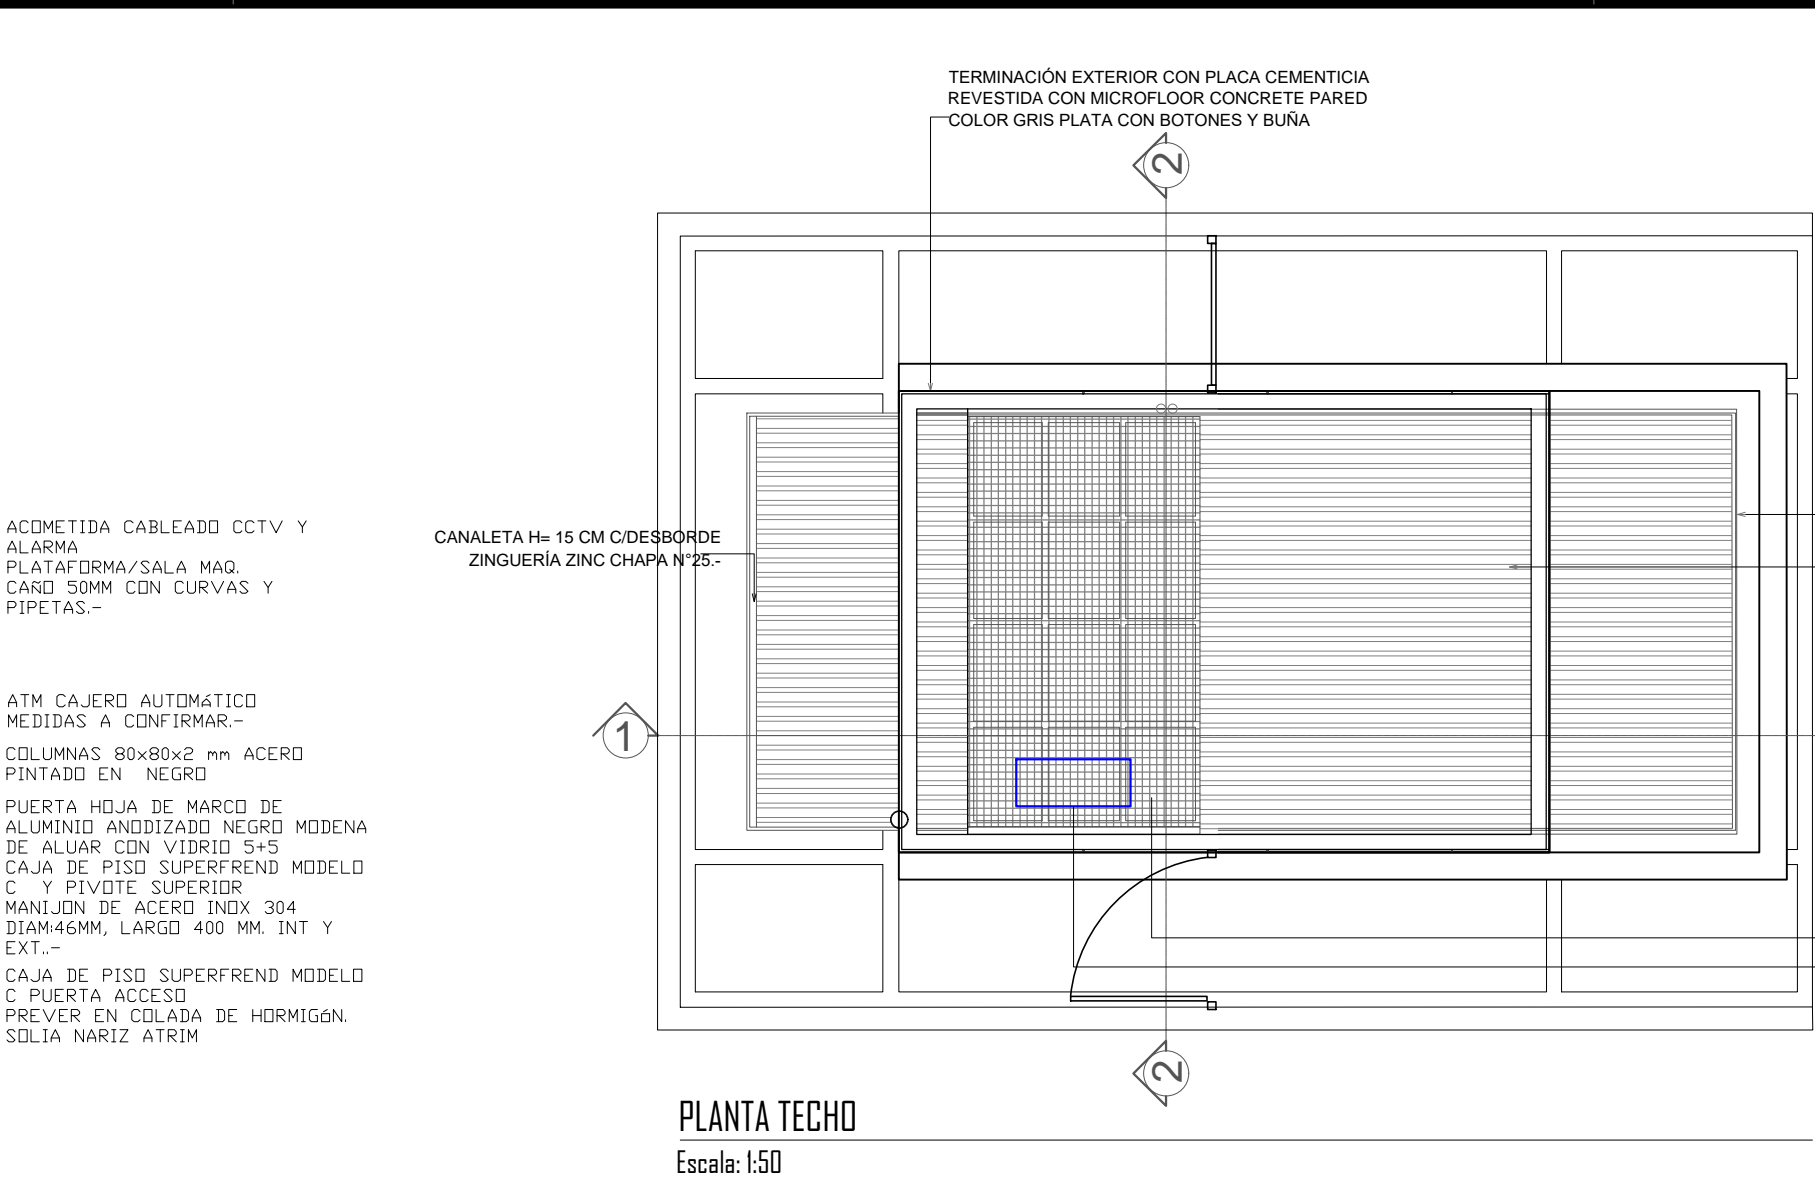 TERMINACIÓN EXTERIOR CON PLACA CEMENTICIA
REVESTIDA CON MICROFLOOR CONCRETE PARED
COLOR GRIS PLATA CON BOTONES Y BUÑA
2
CANALETA H= 15 CM C/DESBORDE
ZINGUERÍA ZINC CHAPA N°25.-
ACOMETIDA CABLEADO CCTV Y
ALARMA
PLATAFORMA/SALA MAQ.
CAñO 50MM CON CURVAS Y
PIPETAS.-
ATM CAJERO AUTOMáTICO
MEDIDAS A CONFIRMAR.-
COLUMNAS 80x80x2 mm ACERO
PINTADO EN NEGRO
PUERTA HOJA DE MARCO DE
ALUMINIO ANODIZADO NEGRO MODENA
DE ALUAR CON VIDRIO 5+5
CAJA DE PISO SUPERFREND MODELO
C Y PIVOTE SUPERIOR
MANIJON DE ACERO INOX 304
DIAM:46MM, LARGO 400 MM. INT Y
EXT..-
CAJA DE PISO SUPERFREND MODELO
C PUERTA ACCESO
PREVER EN COLADA DE HORMIGóN.
SOLIA NARIZ ATRIM
1
2
PLANTA TECHO
Escala: 1:50